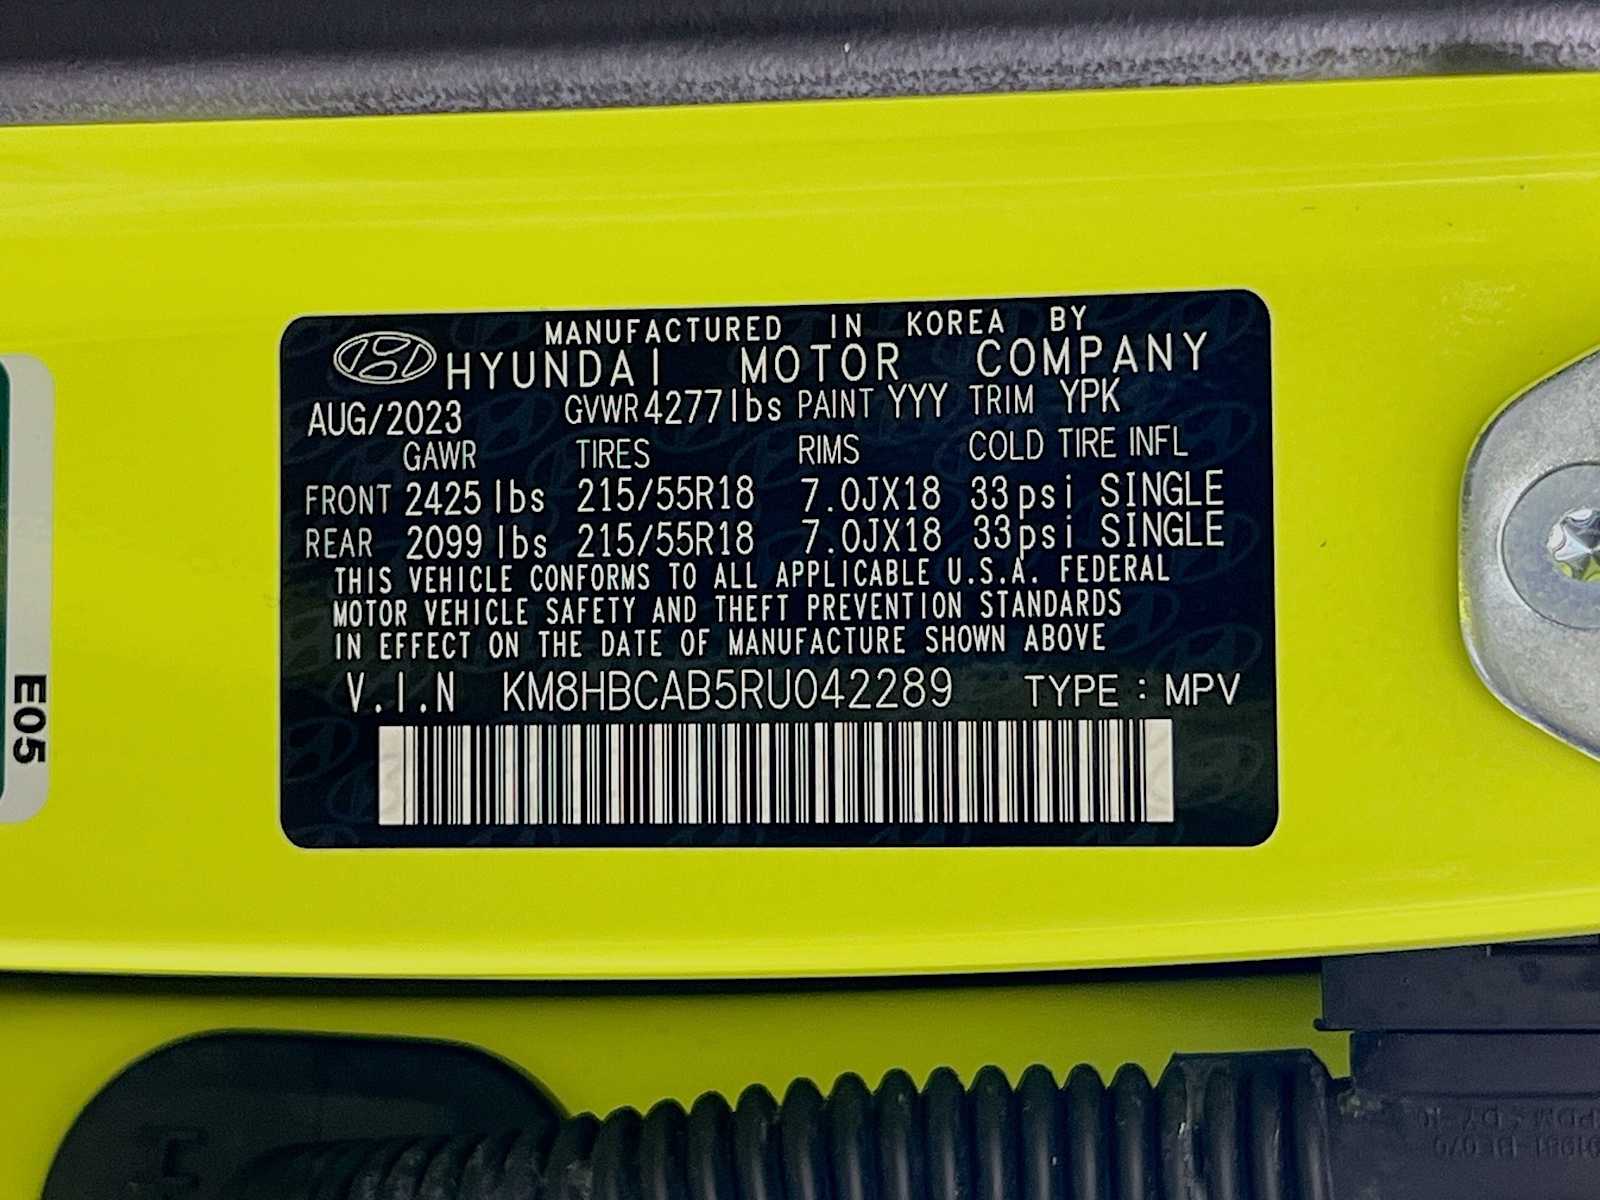 MANUFACTURED IN KOREA BY
HYUNDAI MOTOR COMPANY
AUG/2023 GVWR 4277lbs PAINT YYY TRIM YPK
GAWR TIRES RIMS COLD TIRE INFL
FRONT 2425 lbs 215/55R18 7.0JX18 33psi SINGLE
REAR 2099 lbs 215/55R18 7.0JX18 33psi SINGLE
THIS VEHICLE CONFORMS TO ALL APPLICABLE U.S.A. FEDERAL
MOTOR VEHICLE SAFETY AND THEFT PREVENTION STANDARDS
IN EFFECT ON THE DATE OF MANUFACTURE SHOWN ABOVE
V.I.N KM8HBCAB5RU042289 TYPE : MPV
E05